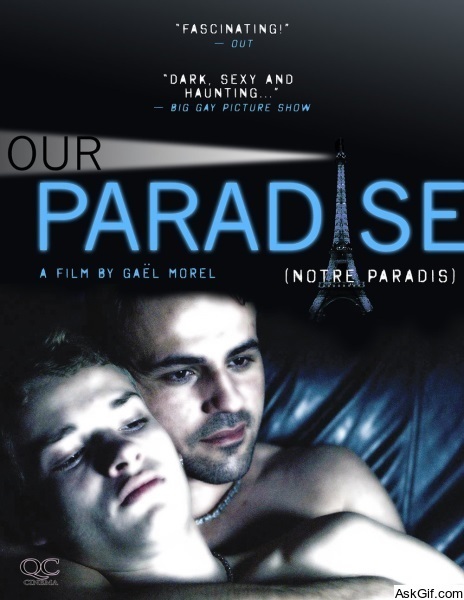 "FASCINATING!"
— OUT
"DARK, SEXY AND
HAUNTING..."
— BIG GAY PICTURE SHOW
OUR
PARADISE
A FILM BY GAËL MOREL
(NOTRE PARADIS)
QC
CINEMA
AskGif.com